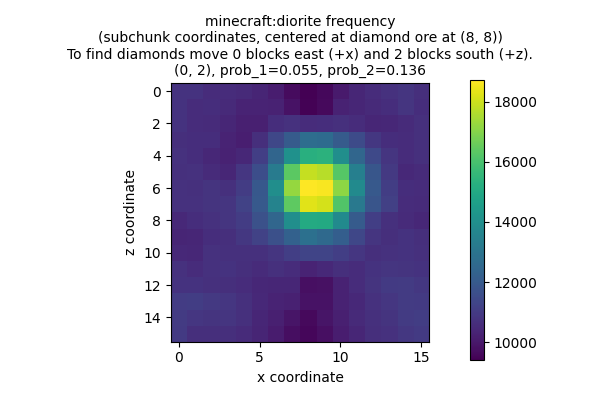 minecraft:diorite frequency
(subchunk coordinates, centered at diamond ore at (8, 8))
To find diamonds move 0 blocks east (+x) and 2 blocks south (+z).
(0, 2), prob_1=0.055, prob_2=0.136
0
2
4
6
8
10
12
14
z coordinate
0
5
10
15
x coordinate
18000
16000
14000
12000
10000